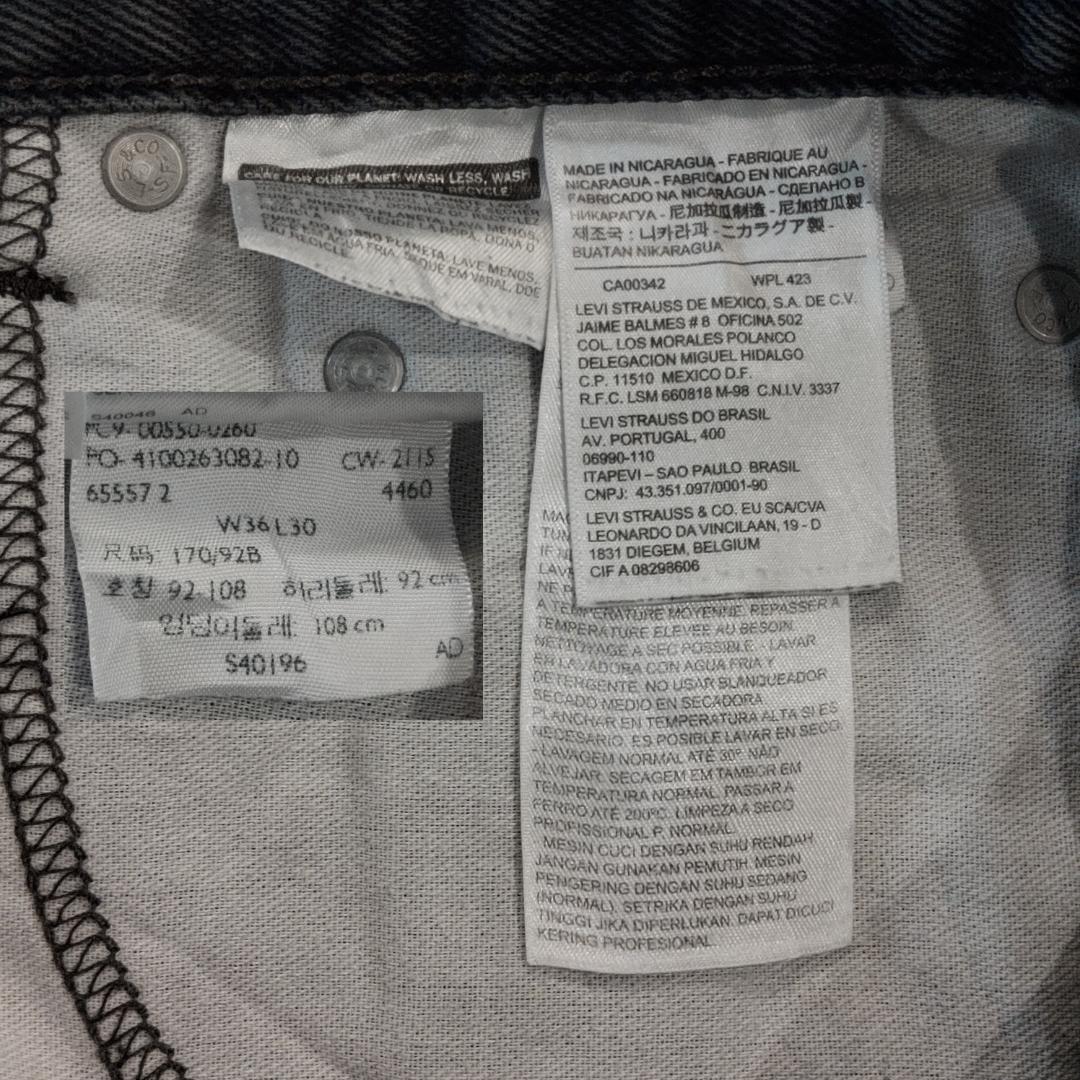 CARE FOR OUR PLANET: WASH LESS, WASH
NOSSO PLANETA. LAVE MENOS,
FRIA. SEQUE EM VARAL. DOE
OU RECICLE.
MADE IN NICARAGUA - FABRIQUE AU
NICARAGUA - FABRICADO EN NICARAGUA -
FABRICADO NA NICARÁGUA - СДЕЛАНО В
НИКАРАГУА - 尼加拉瓜制造 - 尼加拉瓜製 -
제조국 : 니카라과 - ニカラグア製 -
BUATAN NIKARAGUA
CA00342 WPL 423
LEVI STRAUSS DE MEXICO, S.A. DE C.V.
JAIME BALMES # 8 OFICINA 502
COL. LOS MORALES POLANCO
DELEGACION MIGUEL HIDALGO
C.P. 11510 MEXICO D.F.
R.F.C. LSM 660818 M-98 C.N.I.V. 3337
LEVI STRAUSS DO BRASIL
AV. PORTUGAL, 400
06990-110
ITAPEVI – SAO PAULO BRASIL
CNPJ: 43.351.097/0001-90
LEVI STRAUSS & CO. EU SCA/CVA
LEONARDO DA VINCILAAN, 19 - D
1831 DIEGEM, BELGIUM
CIF A 08298606
S40046 AD
PC9- 00550-0260
PO- 4100263082-10 CW- 2115
65557 2 4460
W36 L30
尺码: 170/92B
호칭 92-108 허리둘레: 92 cm
엉덩이둘레: 108 cm
S40196 AD
A TEMPERATURE MOYENNE. REPASSER A
TEMPERATURE ELEVEE AU BESOIN.
NETTOYAGE A SEC POSSIBLE. - LAVAR
EN LAVADORA CON AGUA FRIA Y
DETERGENTE. NO USAR BLANQUEADOR
SECADO MEDIO EN SECADORA
PLANCHAR EN TEMPERATURA ALTA SI ES
NECESARIO. ES POSIBLE LAVAR EN SECO.
- LAVAGEM NORMAL ATÉ 30°. NÃO
ALVEJAR. SECAGEM EM TAMBOR EM
TEMPERATURA NORMAL. PASSAR A
FERRO ATÉ 200°C. LIMPEZA A SECO
PROFISSIONAL P. NORMAL.
- MESIN CUCI DENGAN SUHU RENDAH
JANGAN GUNAKAN PEMUTIH. MESIN
PENGERING DENGAN SUHU SEDANG
(NORMAL). SETRIKA DENGAN SUHU
TINGGI JIKA DIPERLUKAN. DAPAT DICUCI
KERING PROFESIONAL.